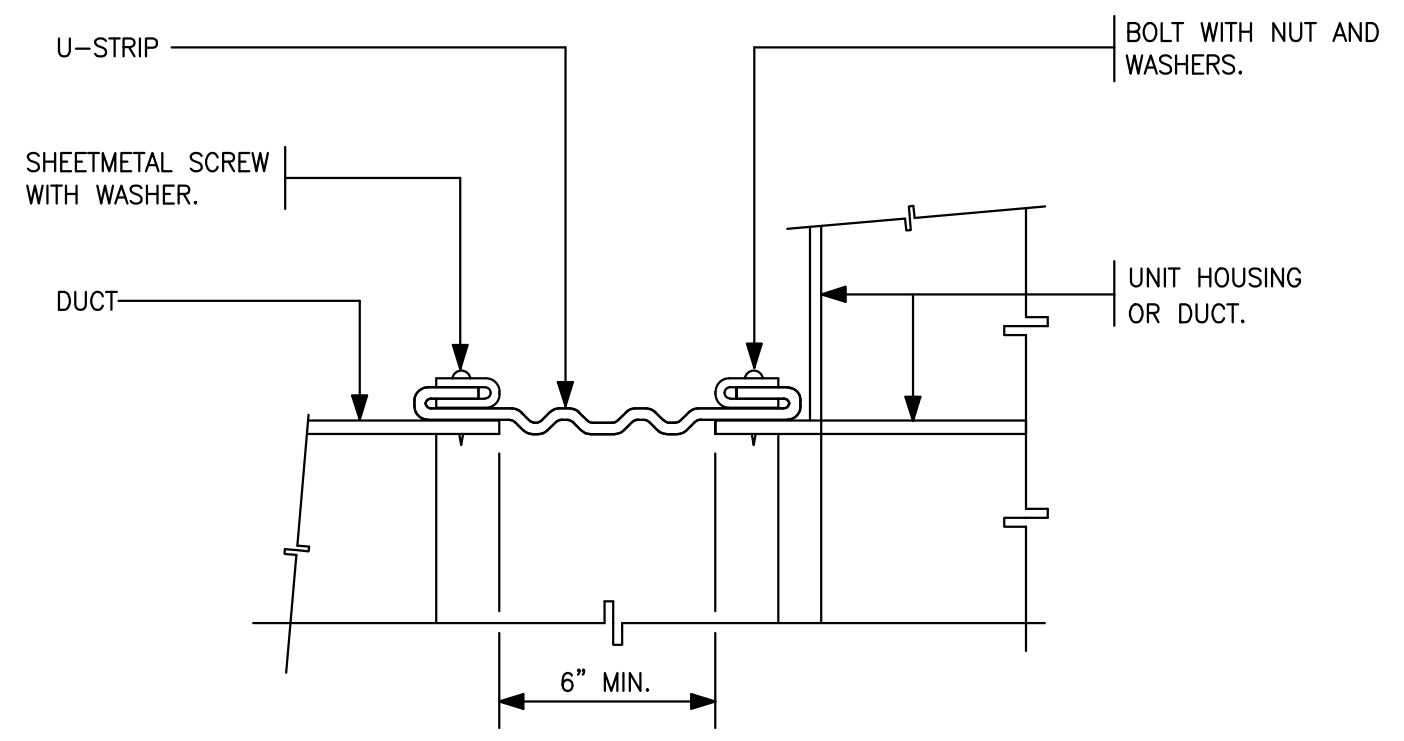 U-STRIP
BOLT WITH NUT AND
WASHERS.
SHEETMETAL SCREW
WITH WASHER.
DUCT
UNIT HOUSING
OR DUCT.
6" MIN.